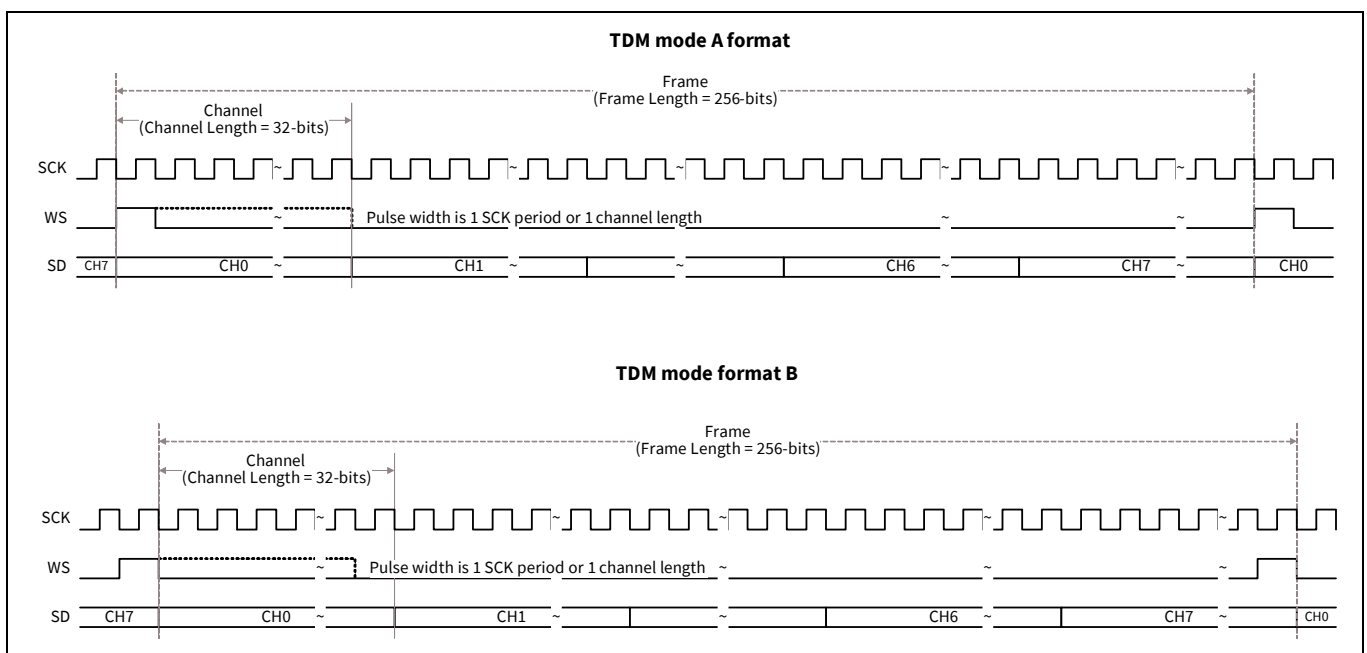 TDM mode A format
Frame
(Frame Length = 256-bits)
Channel
(Channel Length = 32-bits)
SCK ~ ~ ~ ~ ~
WS ~ Pulse width is 1 SCK period or 1 channel length ~ ~
SD CH7 CH0 ~ CH1 ~ ~ CH6 ~ CH7 ~ CH0
TDM mode format B
Frame
(Frame Length = 256-bits)
Channel
(Channel Length = 32-bits)
SCK ~ ~ ~ ~ ~
WS ~ Pulse width is 1 SCK period or 1 channel length ~ ~ ~
SD CH7 CH0 ~ CH1 ~ ~ CH6 ~ CH7 ~ CH0